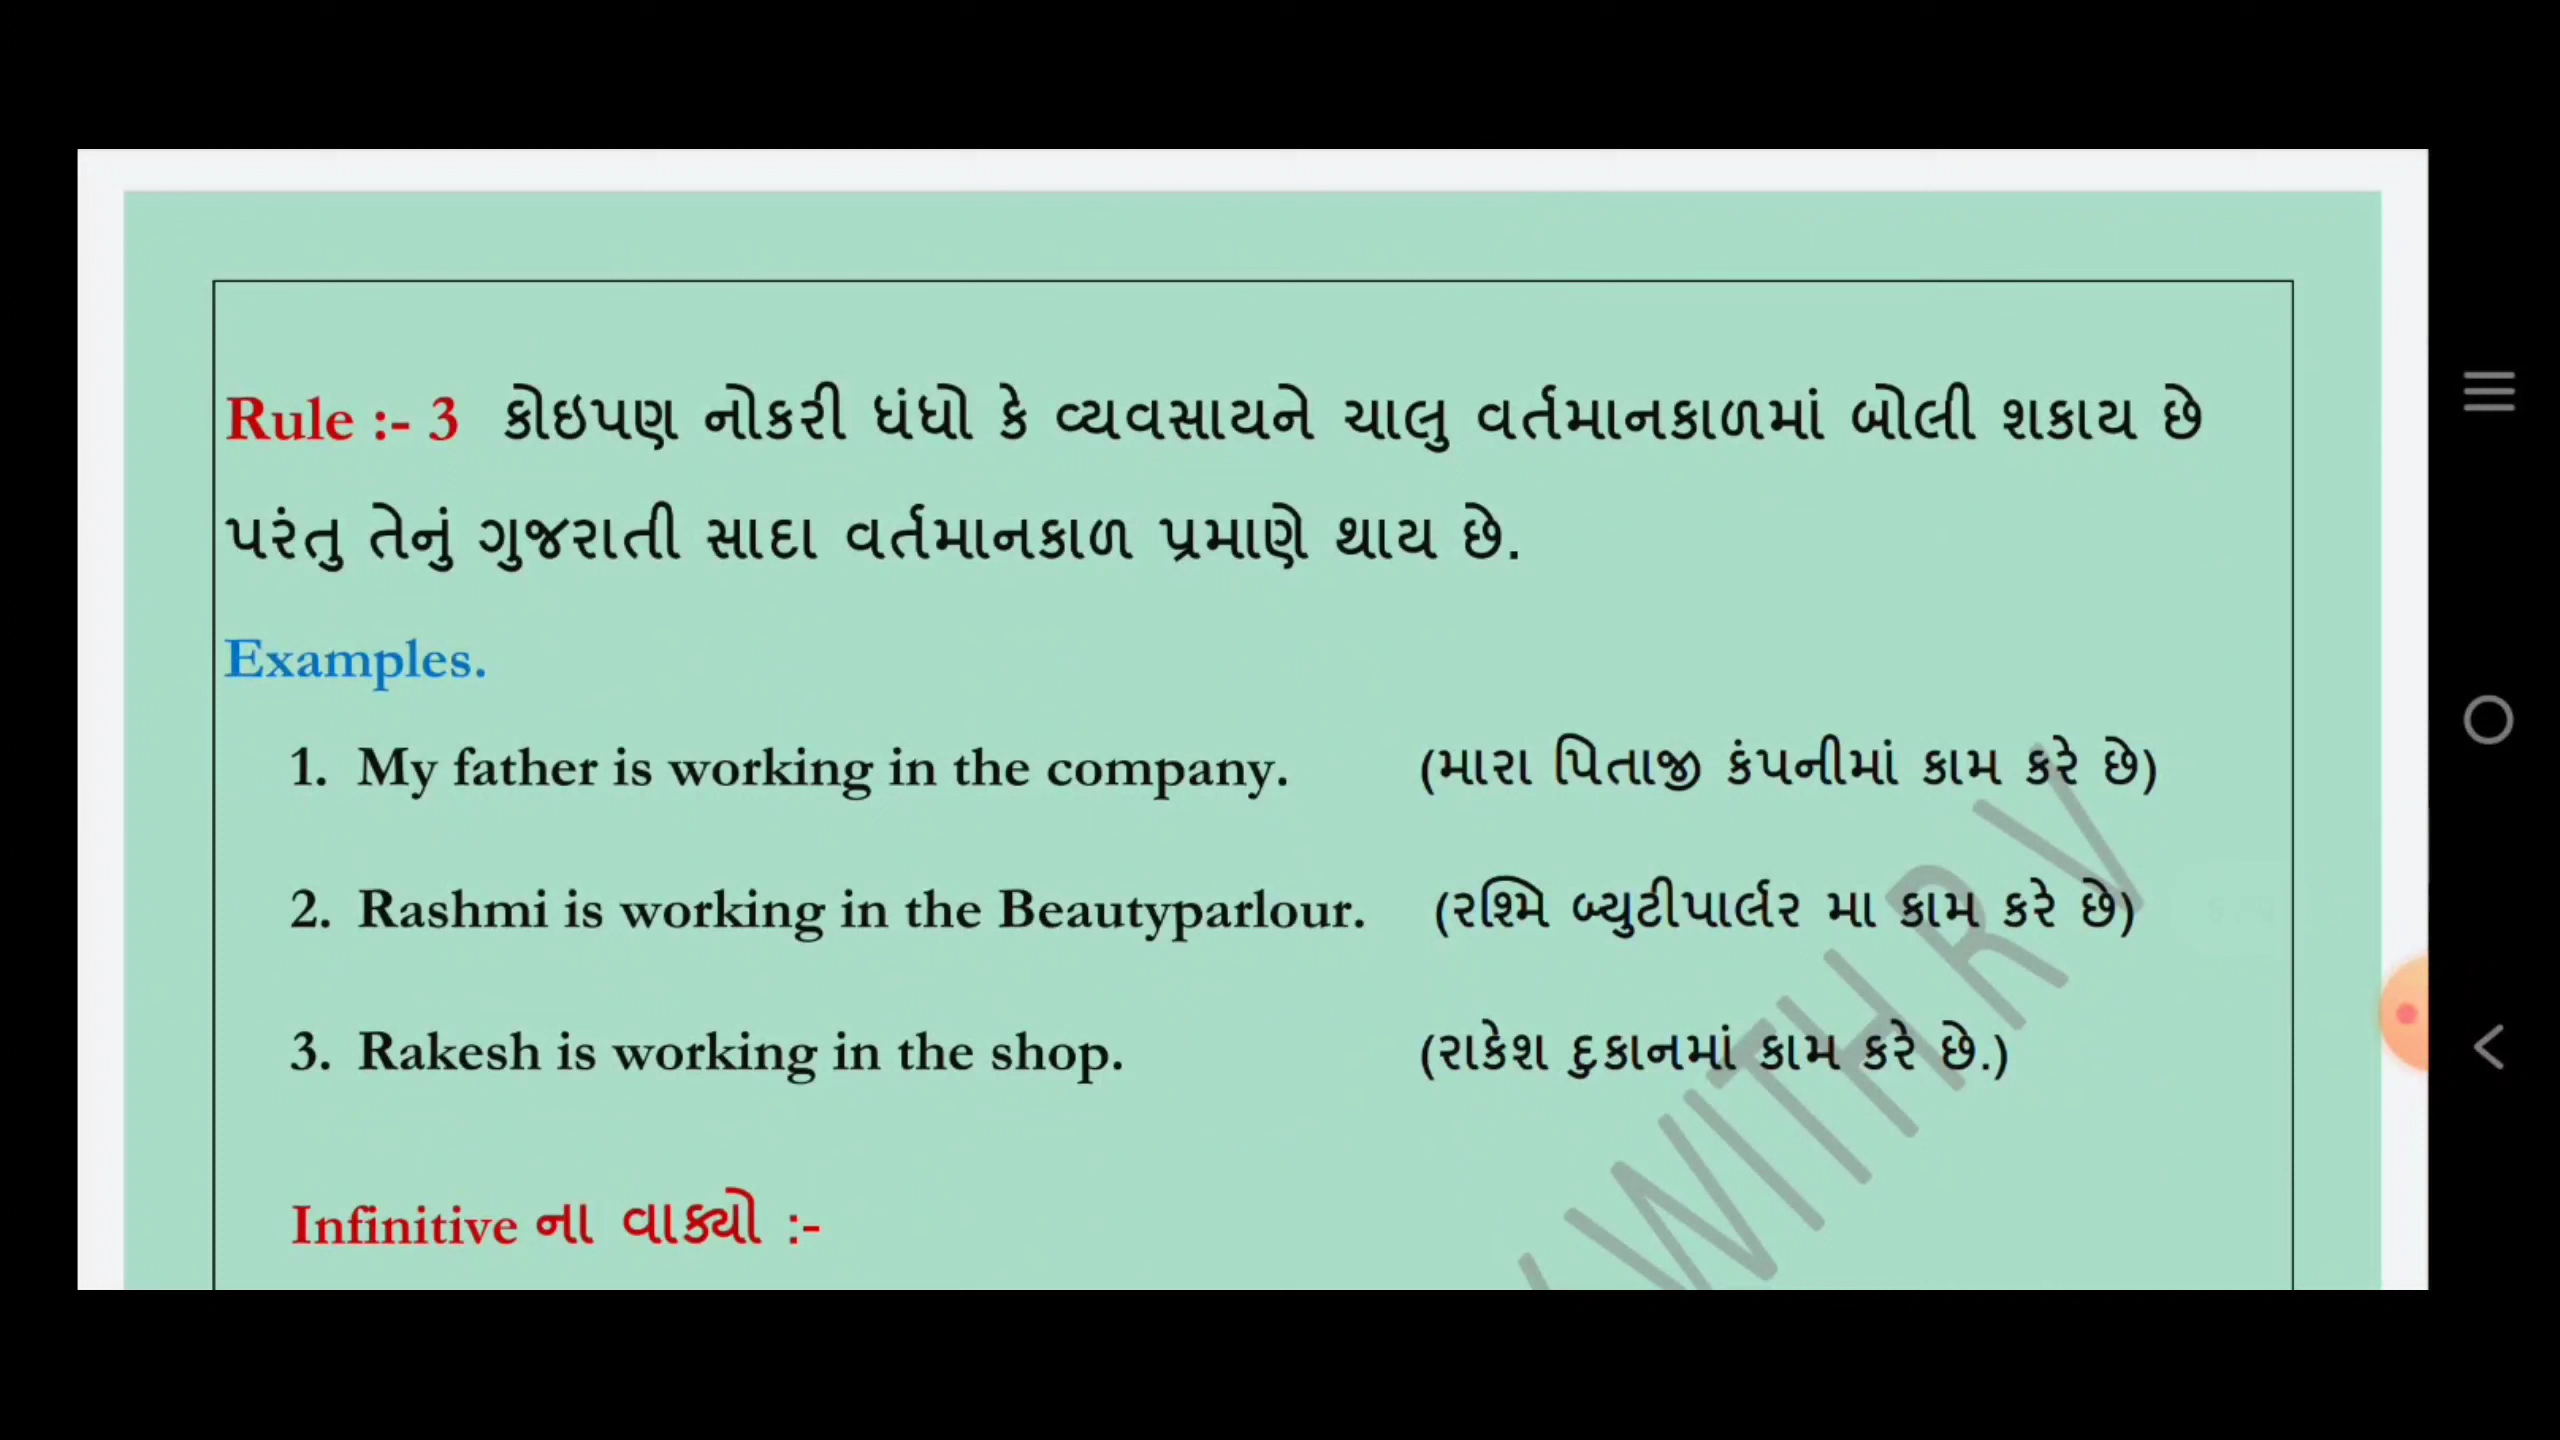 Rule :- 3 કોઇપણ નોકરી ધંધો કે વ્યવસાયને ચાલુ વર્તમાનકાળમાં બોલી શકાય છે
પરંતુ તેનું ગુજરાતી સાદા વર્તમાનકાળ પ્રમાણે થાય છે.
Examples.
1. My father is working in the company. (મારા પિતાજી કંપનીમાં કામ કરે છે)
2. Rashmi is working in the Beautyparlour. (રશ્મિ બ્યુટીપાર્લર મા કામ કરે છે)
3. Rakesh is working in the shop. (રાકેશ દુકાનમાં કામ કરે છે.)
Infinitive ના વાક્યો :-
WITH R V